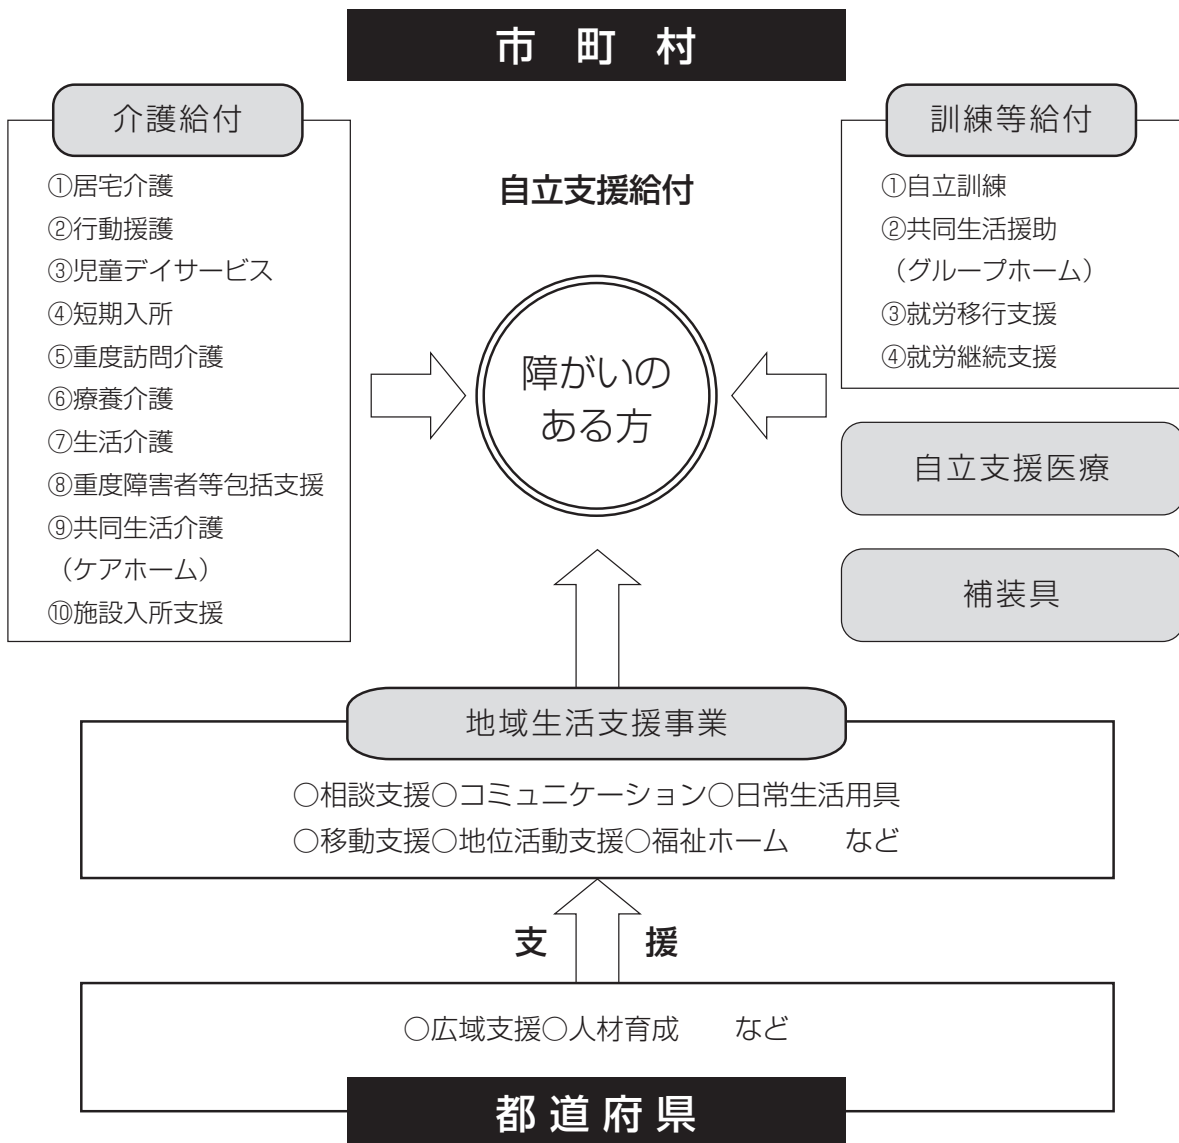 市町村
介護給付
①居宅介護
②行動援護
③児童デイサービス
④短期入所
⑤重度訪問介護
⑥療養介護
⑦生活介護
⑧重度障害者等包括支援
⑨共同生活介護
（ケアホーム）
⑩施設入所支援
自立支援給付
障がいの
ある方
訓練等給付
①自立訓練
②共同生活援助
（グループホーム）
③就労移行支援
④就労継続支援
自立支援医療
補装具
地域生活支援事業
○相談支援○コミュニケーション○日常生活用具
○移動支援○地位活動支援○福祉ホーム　など
支援
○広域支援○人材育成　など
都道府県